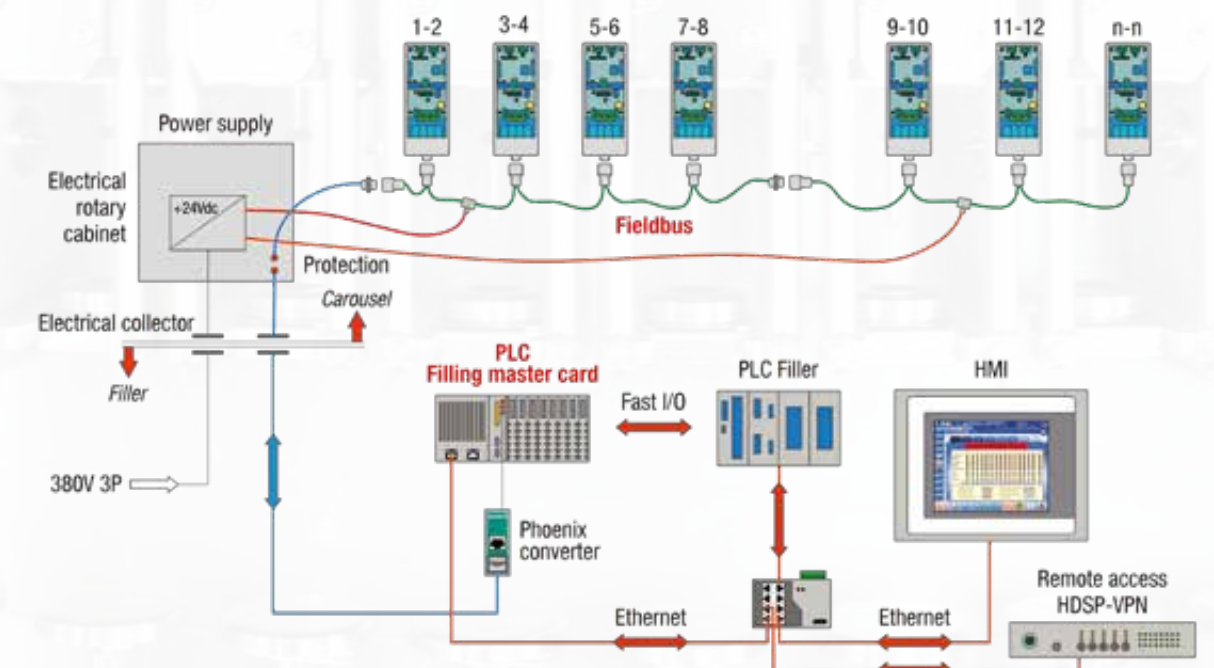 1-2
3-4
5-6
7-8
9-10
11-12
n-n
Power supply
Electrical
rotary
cabinet
+24Vdc
Fieldbus
Protection
Carousel
Electrical collector
Filler
380V 3P
PLC
Filling master card
Fast I/O
PLC Filler
HMI
Phoenix
converter
Ethernet
Ethernet
Remote access
HDSP-VPN